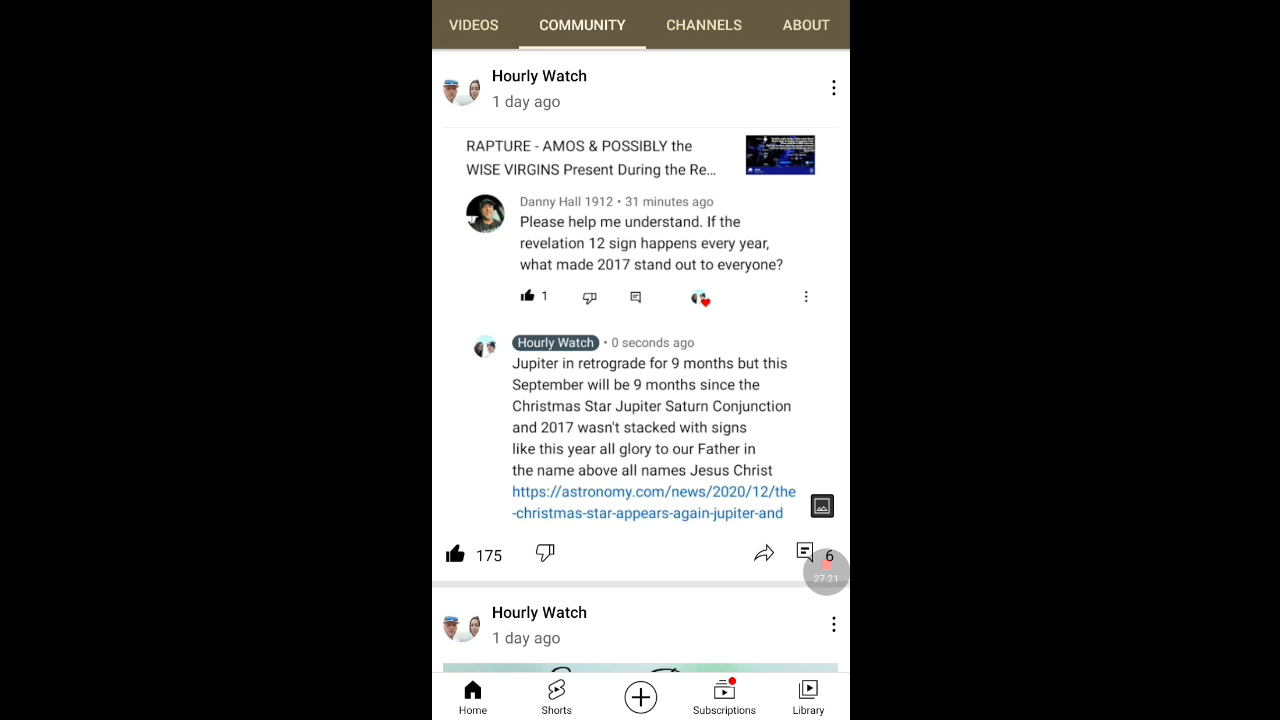 VIDEOS COMMUNITY CHANNELS ABOUT
Hourly Watch
1 day ago
RAPTURE - AMOS & POSSIBLY the
WISE VIRGINS Present During the Re...
Danny Hall 1912 • 31 minutes ago
Please help me understand. If the
revelation 12 sign happens every year,
what made 2017 stand out to everyone?
1
Hourly Watch • 0 seconds ago
Jupiter in retrograde for 9 months but this
September will be 9 months since the
Christmas Star Jupiter Saturn Conjunction
and 2017 wasn't stacked with signs
like this year all glory to our Father in
the name above all names Jesus Christ
https://astronomy.com/news/2020/12/the
-christmas-star-appears-again-jupiter-and
175 6
27:21
Hourly Watch
1 day ago
Home Shorts Subscriptions Library